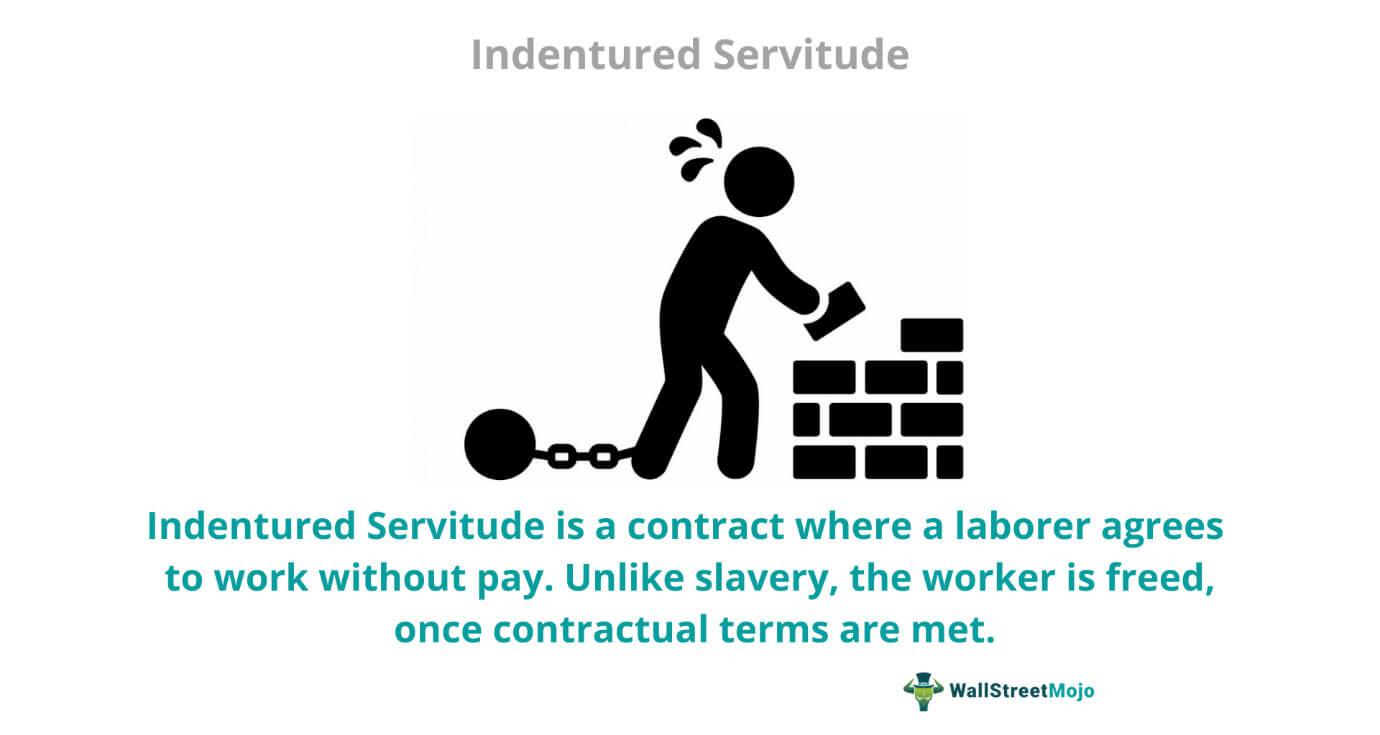 Indentured Servitude
Indentured Servitude is a contract where a laborer agrees
to work without pay. Unlike slavery, the worker is freed,
once contractual terms are met.
WallStreetMojo